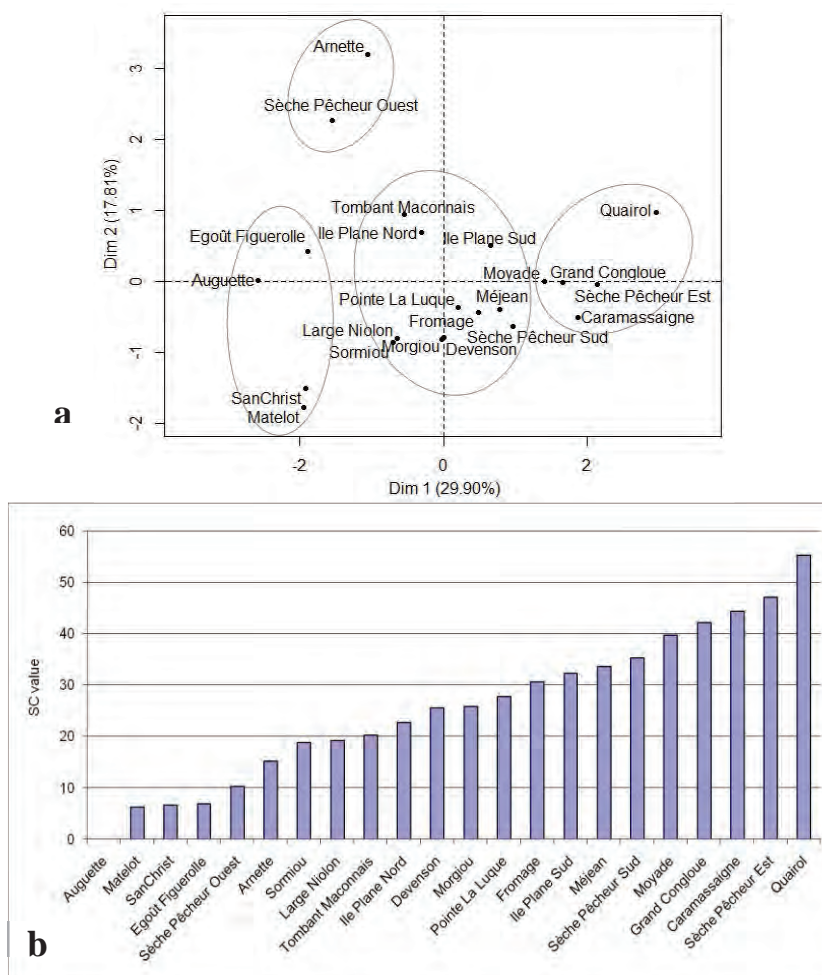 Arnette
Sèche Pêcheur Ouest
Tombant Maconnais
Quairol
Egoût Figuerolle
Ile Plane Nord
Ile Plane Sud
Auguette
Moyade
Grand Congloue
Sèche Pêcheur Est
Pointe La Luque
Méjean
Caramassaigne
Fromage
Large Niolon
Sèche Pêcheur Sud
Sormiou
Morgiou
Devenson
SanChrist
Matelot
3
2
1
0
-1
-2
Dim 2 (17.81%)
-2
0
2
Dim 1 (29.90%)
a
60
50
40
30
20
10
0
SC value
Auguette
Matelot
SanChrist
Egoût Figuerolle
Sèche Pêcheur Ouest
Arnette
Sormiou
Large Niolon
Tombant Maconnais
Ile Plane Nord
Devenson
Morgiou
Pointe La Luque
Fromage
Ile Plane Sud
Méjean
Sèche Pêcheur Sud
Moyade
Grand Congloue
Caramassaigne
Sèche Pêcheur Est
Quairol
b